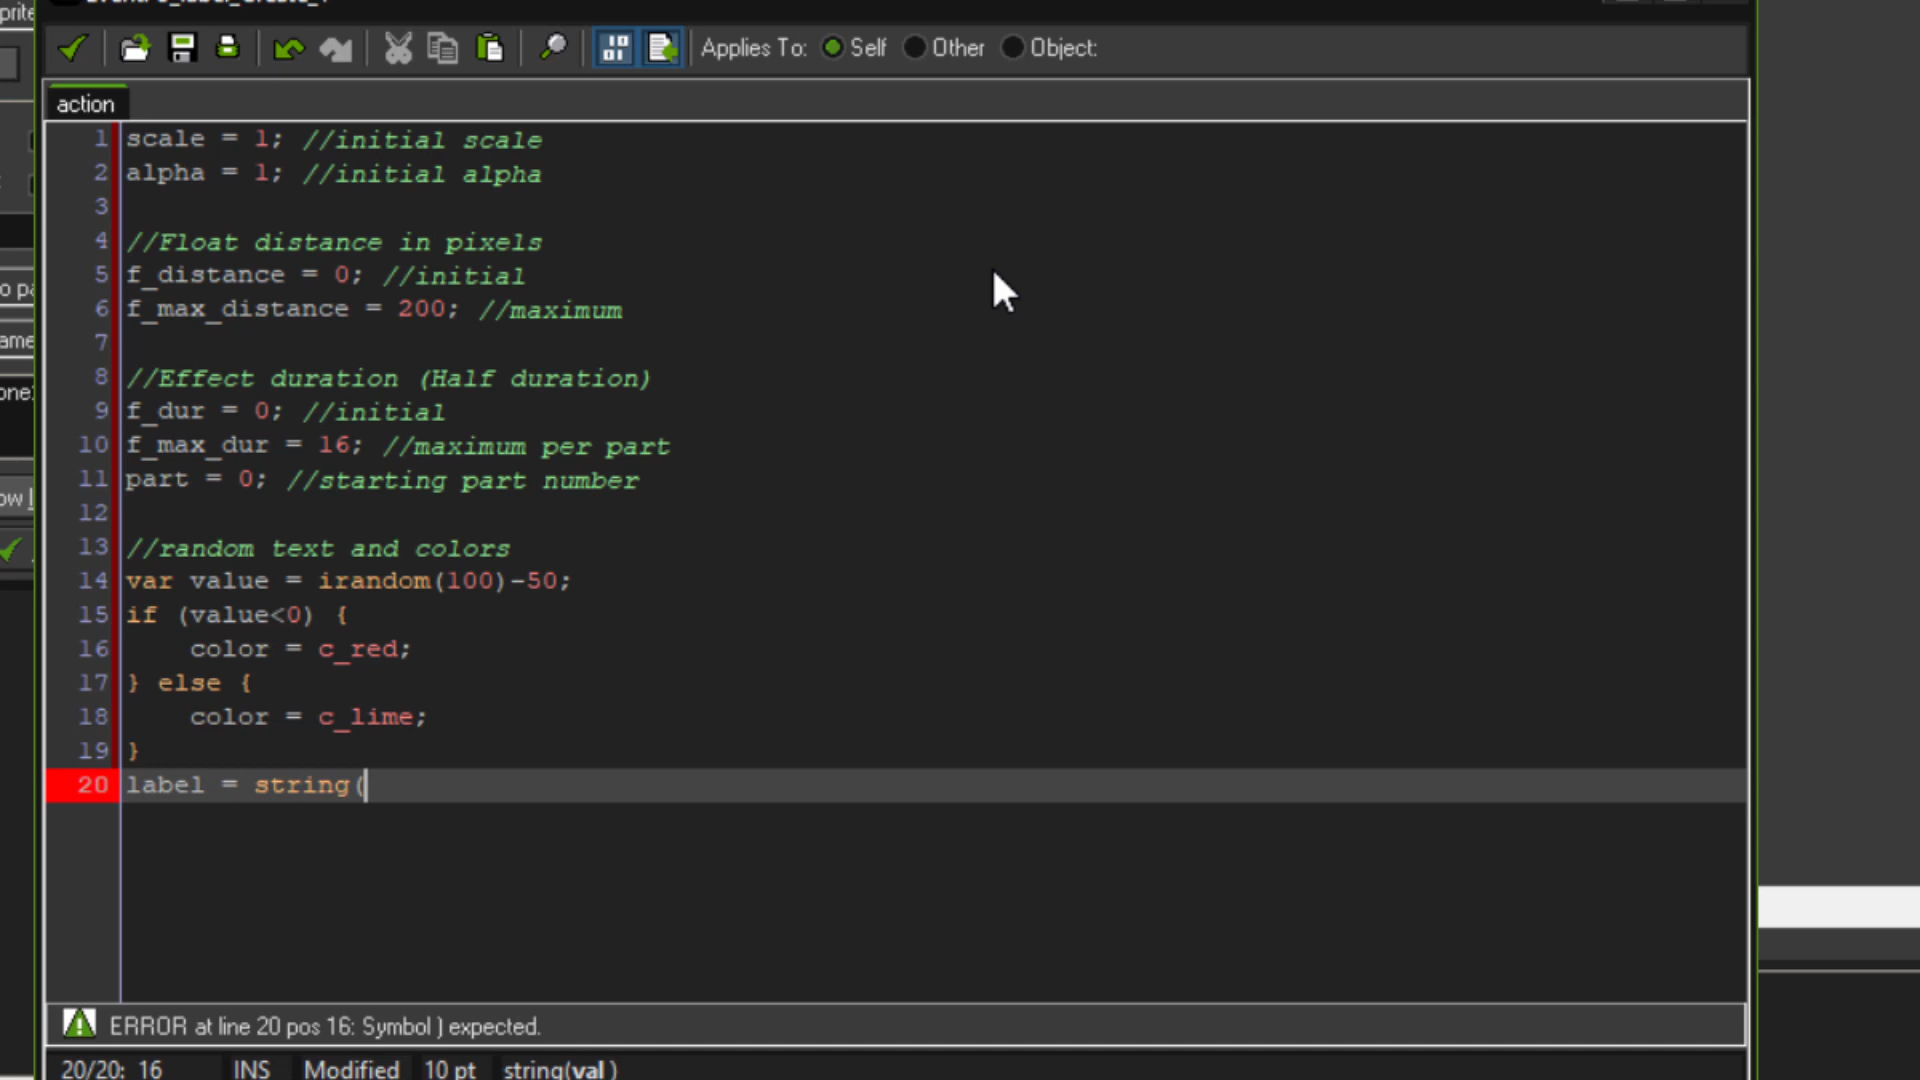 Applies To: Self Other Object:
action
1 scale = 1; //initial scale
2 alpha = 1; //initial alpha
3
4 //Float distance in pixels
5 f_distance = 0; //initial
6 f_max_distance = 200; //maximum
7
8 //Effect duration (Half duration)
9 f_dur = 0; //initial
10 f_max_dur = 16; //maximum per part
11 part = 0; //starting part number
12
13 //random text and colors
14 var value = irandom(100)-50;
15 if (value<0) {
16     color = c_red;
17 } else {
18     color = c_lime;
19 }
20 label = string(
ERROR at line 20 pos 16: Symbol ) expected.
20/20: 16 INS Modified 10 pt string(val )